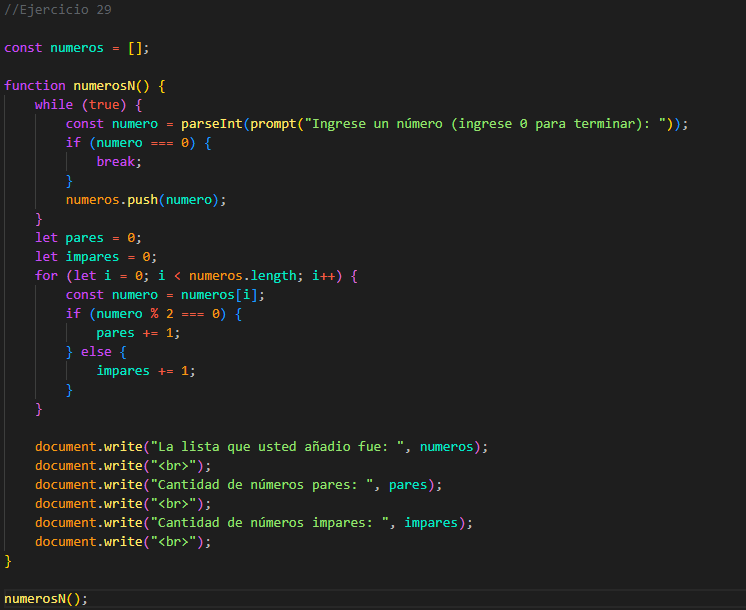 //Ejercicio 29
const numeros = [];
function numerosN() {
while (true) {
const numero = parseInt(prompt("Ingrese un número (ingrese 0 para terminar): "));
if (numero === 0) {
break;
}
numeros.push(numero);
}
let pares = 0;
let impares = 0;
for (let i = 0; i < numeros.length; i++) {
const numero = numeros[i];
if (numero % 2 === 0) {
pares += 1;
} else {
impares += 1;
}
}
document.write("La lista que usted añadio fue: ", numeros);
document.write("<br>");
document.write("Cantidad de números pares: ", pares);
document.write("<br>");
document.write("Cantidad de números impares: ", impares);
document.write("<br>");
}
numerosN();